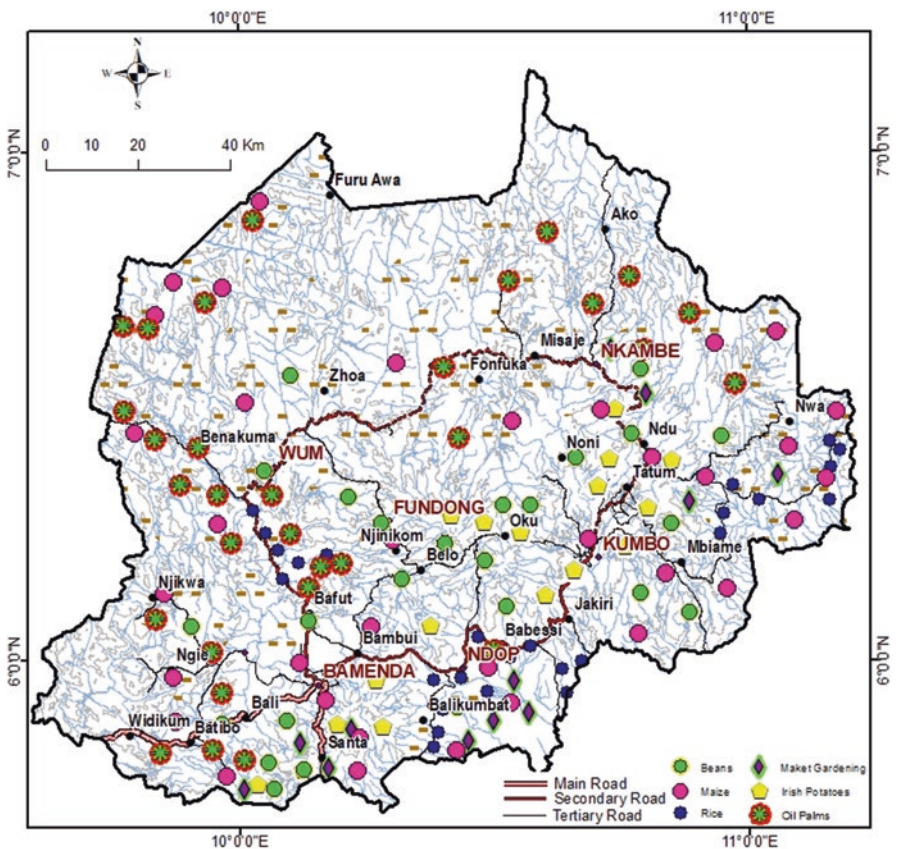 10°0'0"E 11°0'0"E
N
W E
S
0 10 20 40 Km
7°0'0"N 7°0'0"N
Furu Awa
Ako
Misaje
NKAMBE
Fonfuka
Zhoa
Nwa
Benakuma
Ndu
WUM
Noni
Tatum
FUNDONG
Oku
Njinikom
KUMBO
Belo
Mbiame
Njikwa
Bafut
Jakiri
Bambui
Babessi
6°0'0"N 6°0'0"N
Ngie
NDOP
BAMENDA
Bali
Balikumbat
Widikum
Batibo
Santa
Main Road
Secondary Road
Tertiary Road
Beans
Maize
Rice
Maket Gardening
Irish Potatoes
Oil Palms
10°0'0"E 11°0'0"E